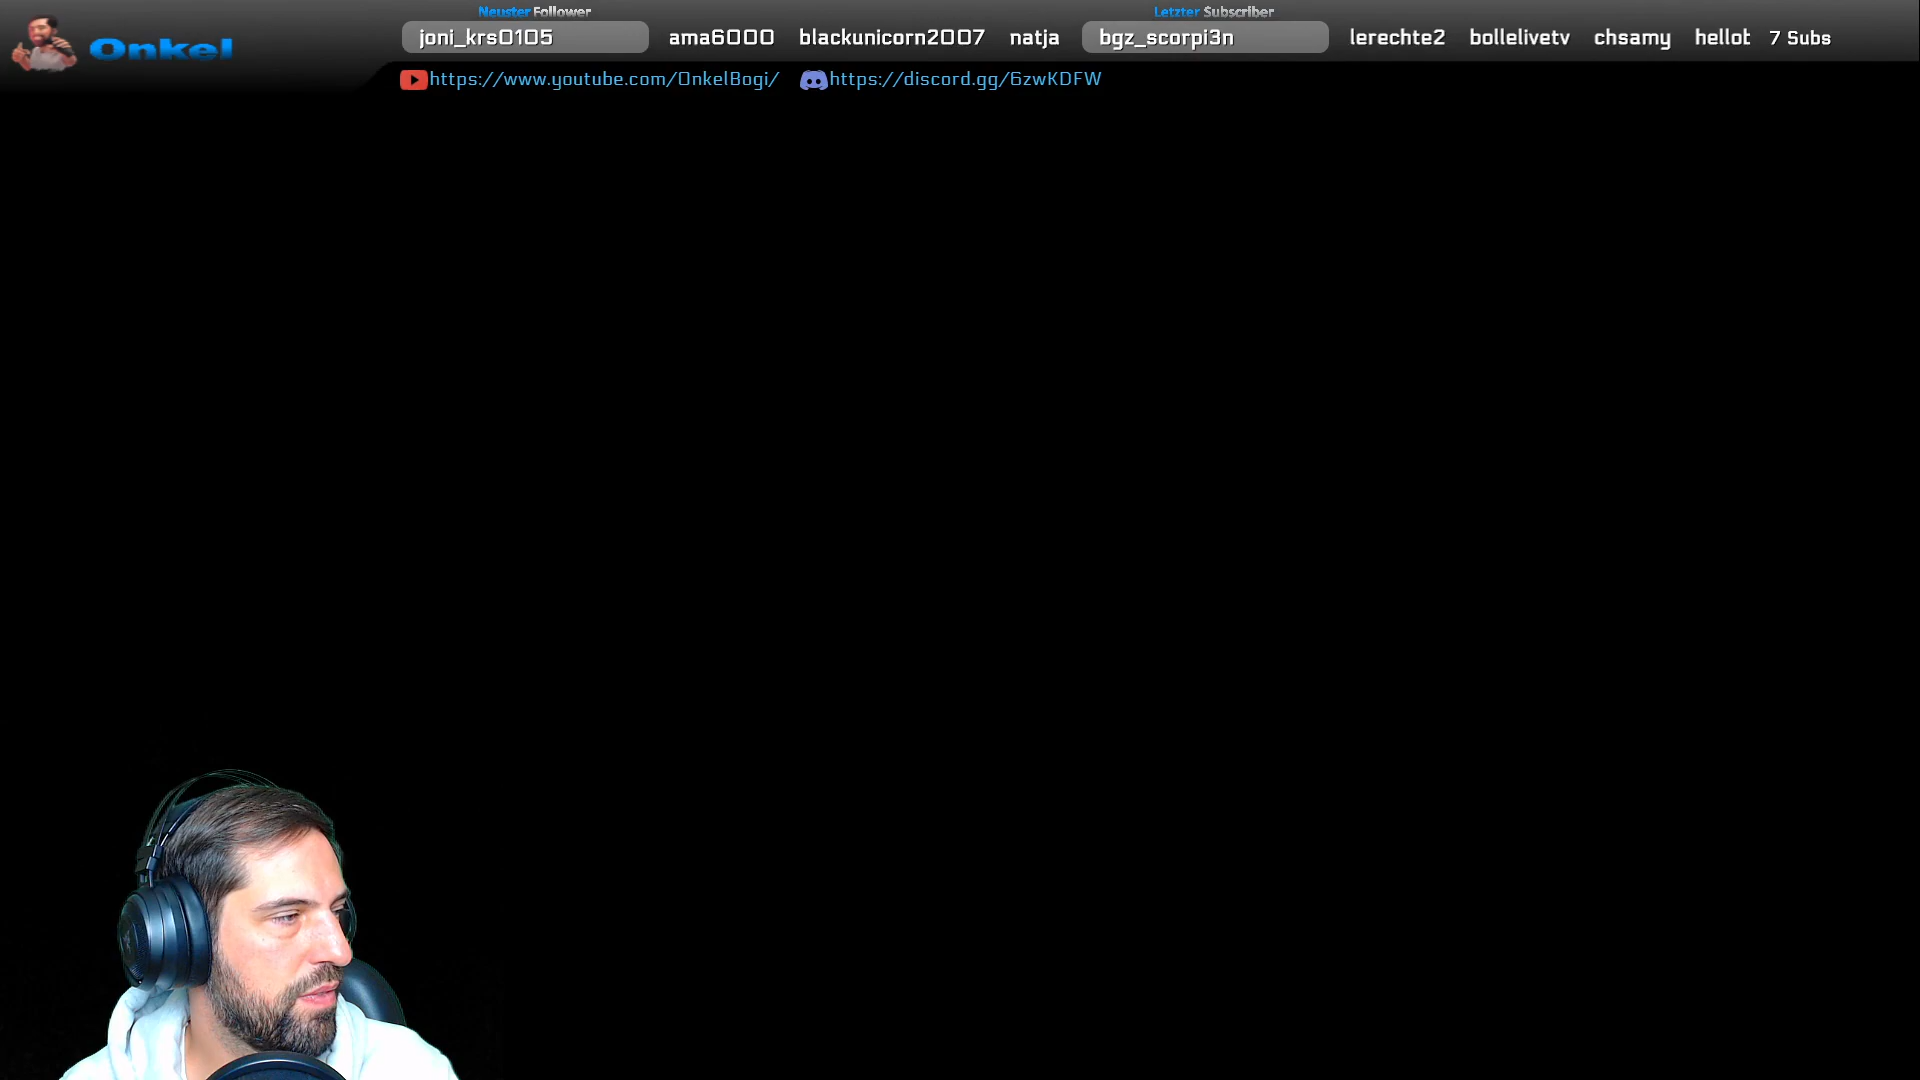 Neuster Follower
Letzter Subscriber
Onkel
joni_krs0105 ama6000 blackunicorn2007 natja
bgz_scorpi3n lerechte2 bollelivetv chsamy hellob 7 Subs
https://www.youtube.com/OnkelBogi/ https://discord.gg/6zwKDFW